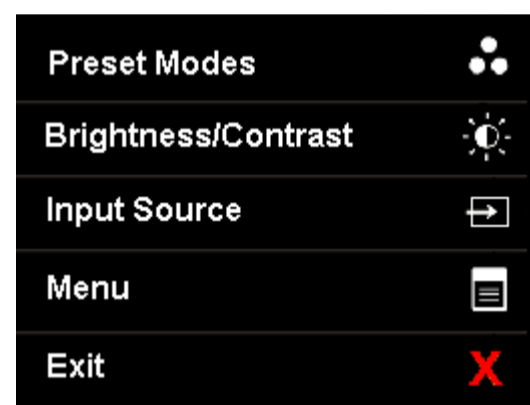 Preset Modes
Brightness/Contrast
Input Source
Menu
Exit